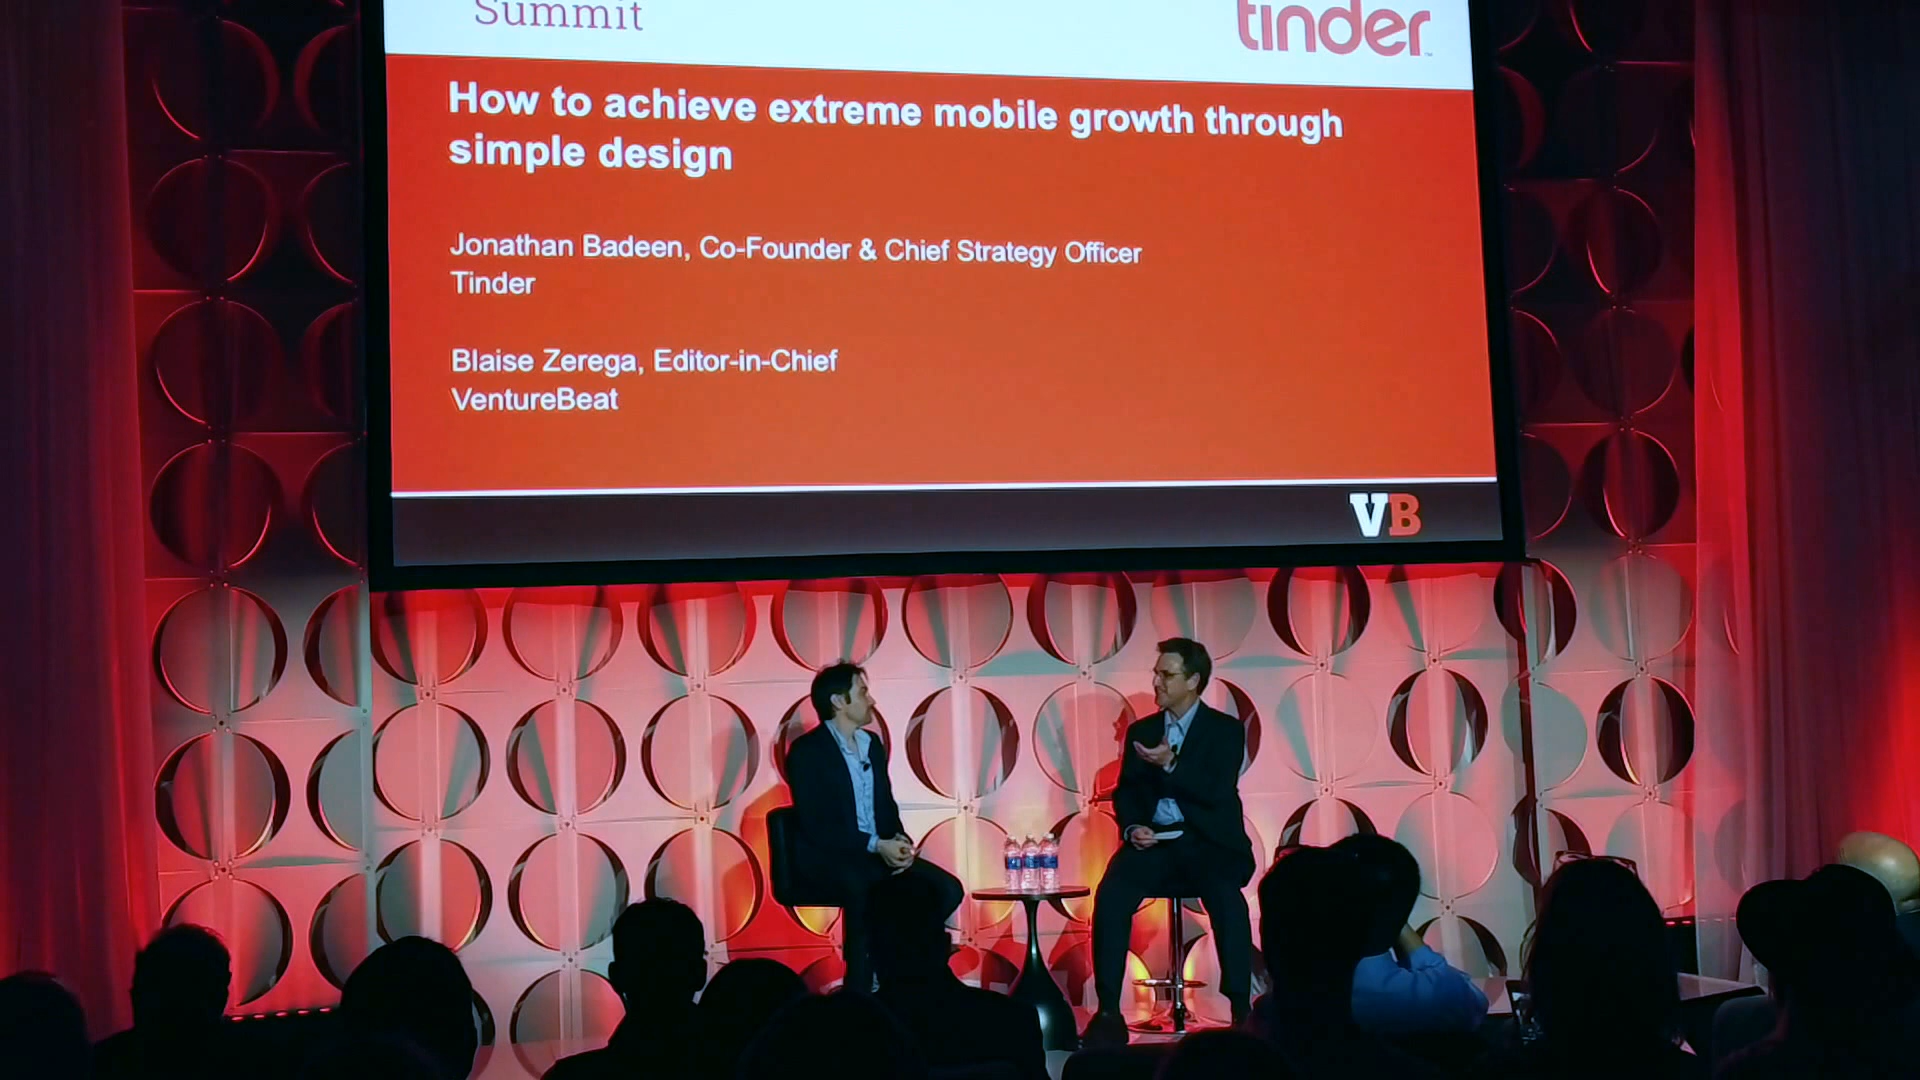 Summit
tinder
How to achieve extreme mobile growth through
simple design
Jonathan Badeen, Co-Founder & Chief Strategy Officer
Tinder
Blaise Zerega, Editor-in-Chief
VentureBeat
VB